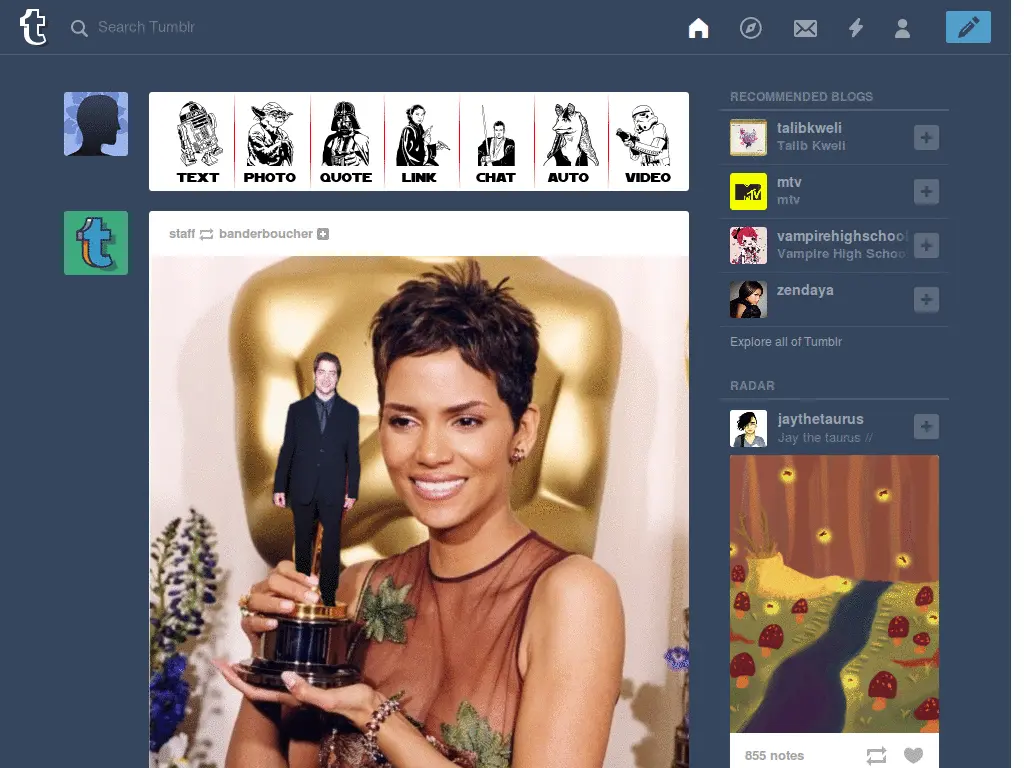 Search Tumblr
TEXT
PHOTO
QUOTE
LINK
CHAT
AUTO
VIDEO
staff banderboucher
RECOMMENDED BLOGS
talibkweli
Talib Kweli
mtv
mtv
vampirehighschool
Vampire High Schoo
zendaya
Explore all of Tumblr
RADAR
jaythetaurus
Jay the taurus //
855 notes